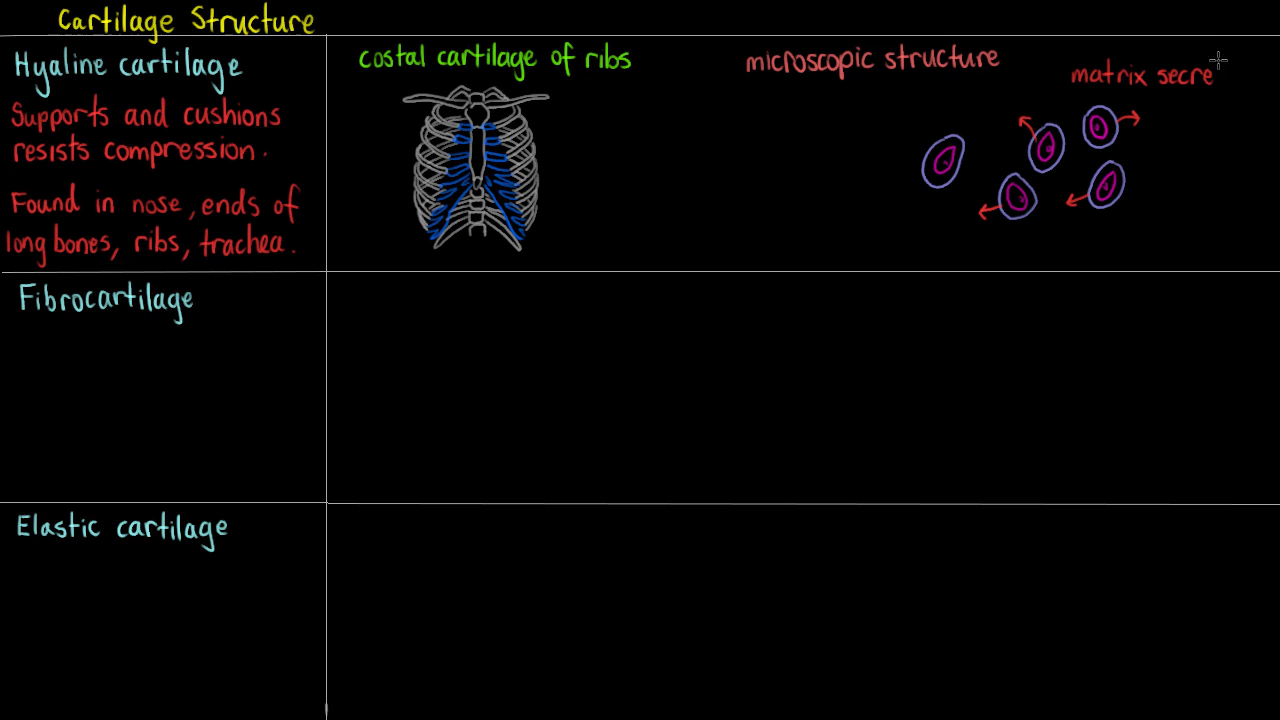 Cartilage Structure
Hyaline cartilage
Supports and cushions
resists compression.
Found in nose, ends of
long bones, ribs, trachea.
costal cartilage of ribs
microscopic structure
matrix secre
Fibrocartilage
Elastic cartilage